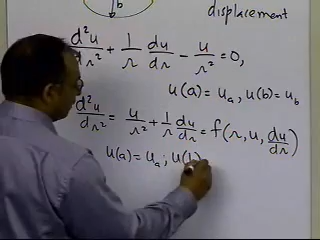 b
displacement
d²u/dr² + 1/r du/dr - u/r² = 0,
u(a) = uₐ, u(b) = u_b
d²u/dr² = u/r² + 1/r du/dr = f(r, u, du/dr)
u(a) = uₐ; u(b)